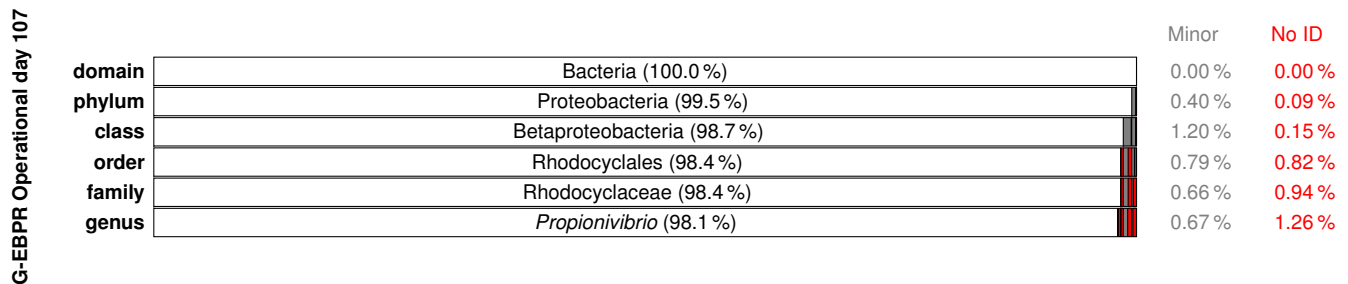 G-EBPR Operational day 107
Minor No ID
domain Bacteria (100.0 %) 0.00 % 0.00 %
phylum Proteobacteria (99.5 %) 0.40 % 0.09 %
class Betaproteobacteria (98.7 %) 1.20 % 0.15 %
order Rhodocyclales (98.4 %) 0.79 % 0.82 %
family Rhodocyclaceae (98.4 %) 0.66 % 0.94 %
genus Propionivibrio (98.1 %) 0.67 % 1.26 %